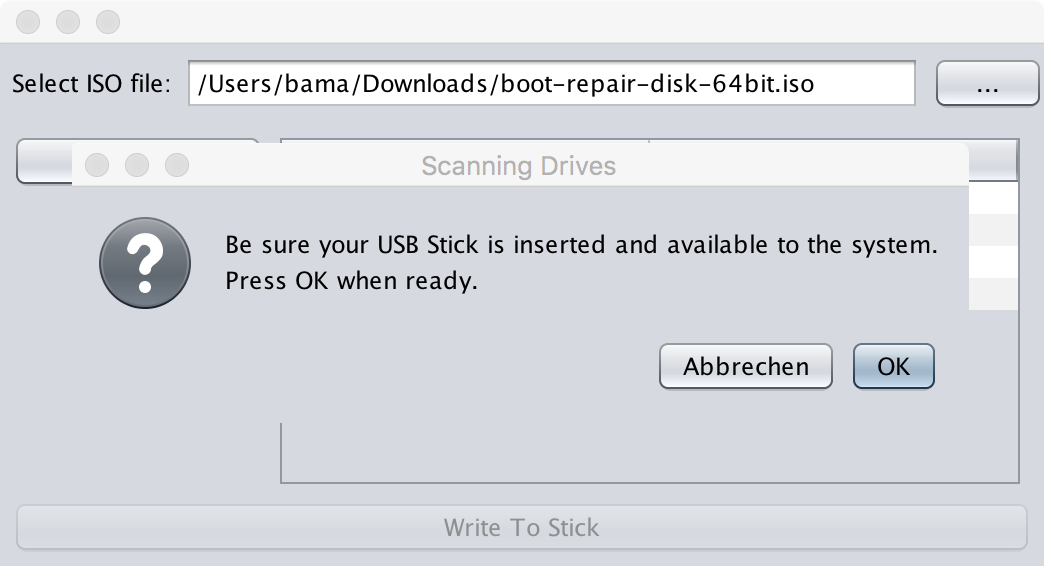 Select ISO file: /Users/bama/Downloads/boot-repair-disk-64bit.iso ...
Scanning Drives
Be sure your USB Stick is inserted and available to the system.
Press OK when ready.
Abbrechen OK
Write To Stick